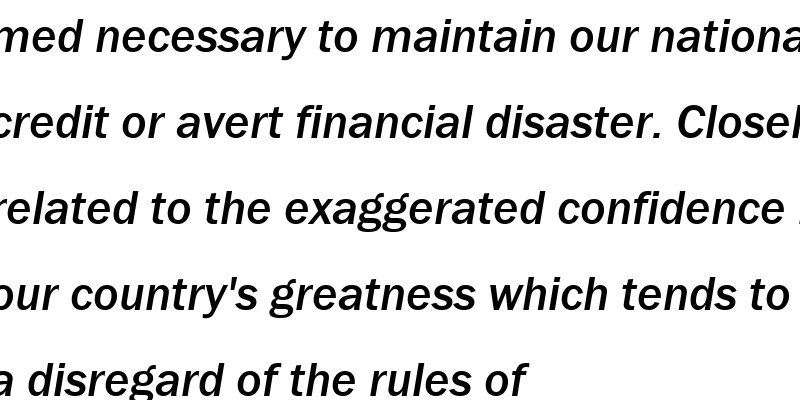 med necessary to maintain our nationa
credit or avert financial disaster. Closel
related to the exaggerated confidence
our country's greatness which tends to
a disregard of the rules of